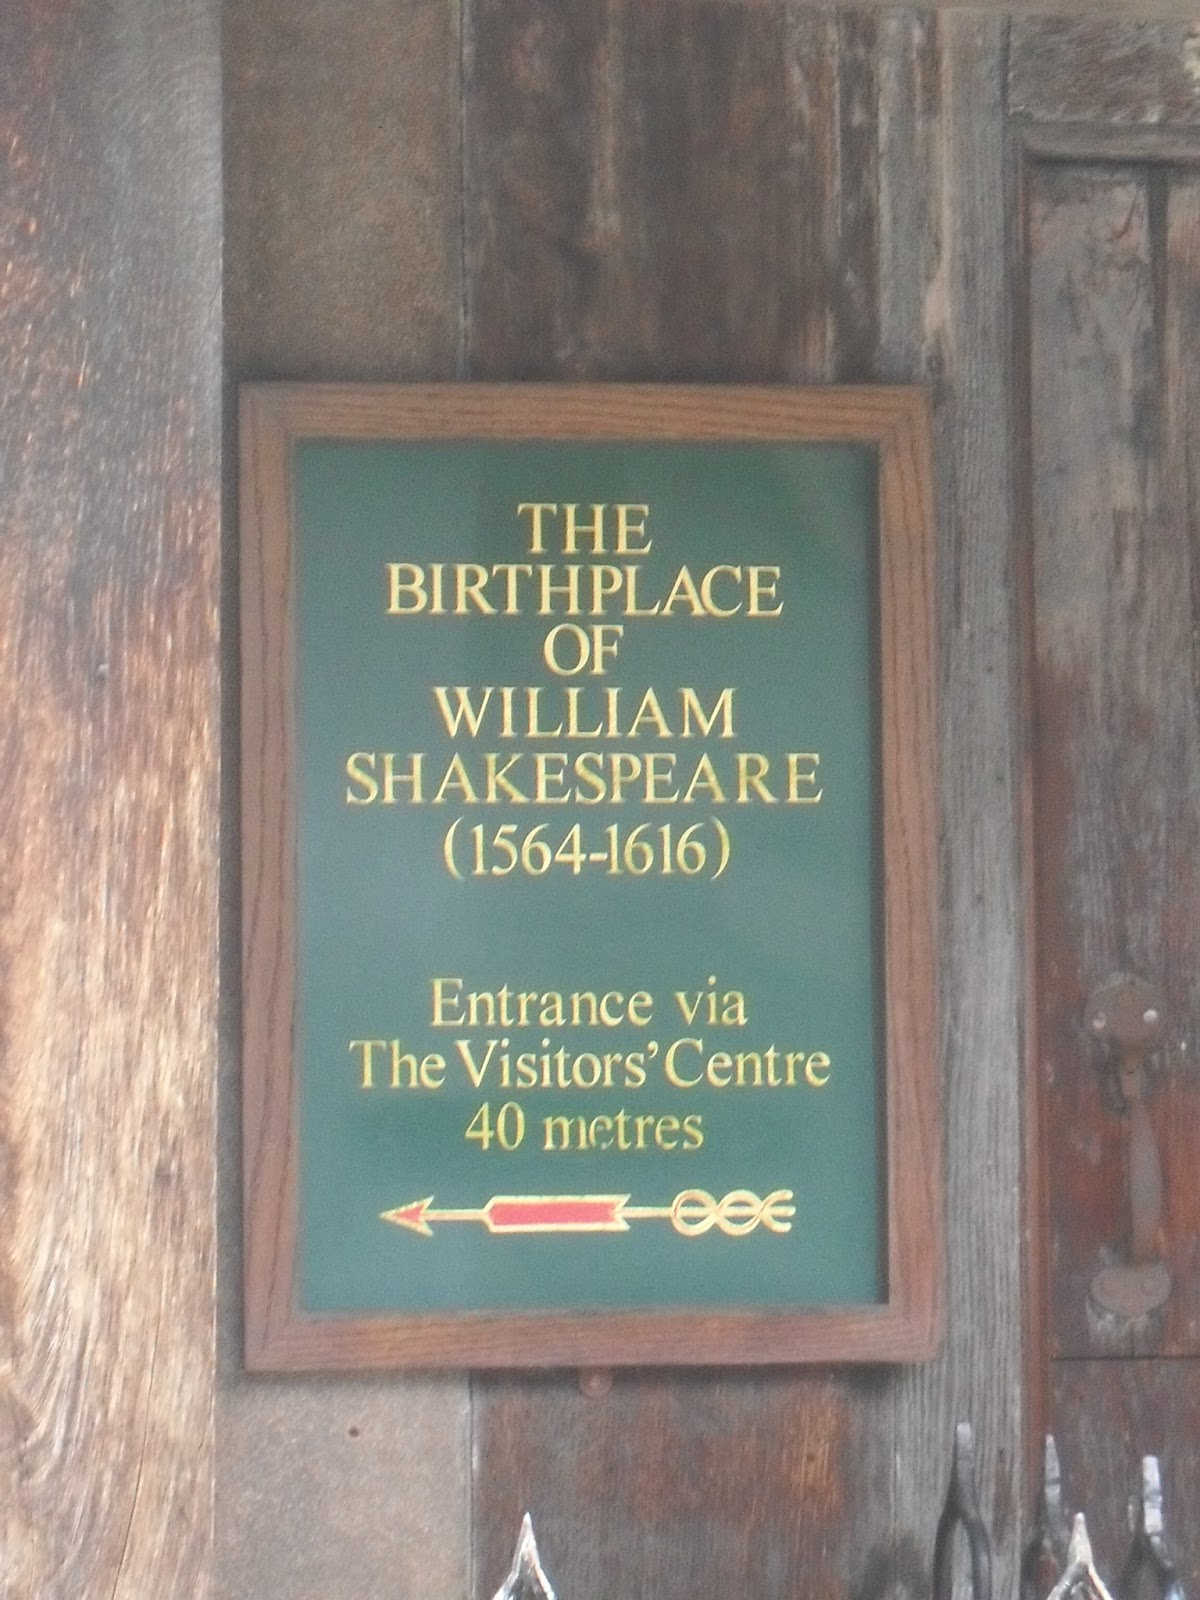 THE
BIRTHPLACE
OF
WILLIAM
SHAKESPEARE
(1564-1616)
Entrance via
The Visitors' Centre
40 metres